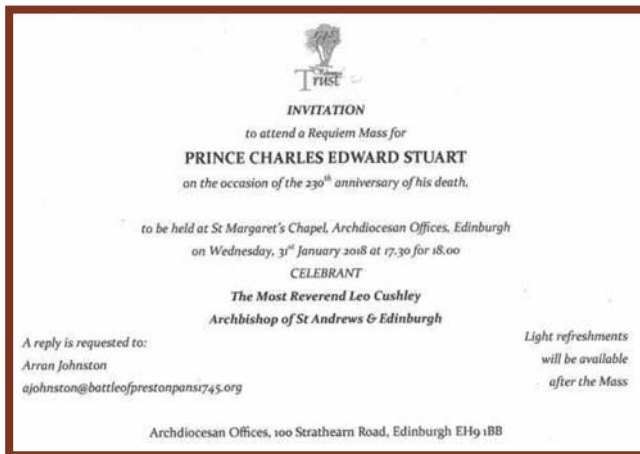 Trust
INVITATION
to attend a Requiem Mass for
PRINCE CHARLES EDWARD STUART
on the occasion of the 230th anniversary of his death,
to be held at St Margaret's Chapel, Archdiocesan Offices, Edinburgh
on Wednesday, 31st January 2018 at 17.30 for 18.00
CELEBRANT
The Most Reverend Leo Cushley
Archbishop of St Andrews & Edinburgh
A reply is requested to:
Arran Johnston
ajohnston@battleofprestonpans1745.org
Light refreshments
will be available
after the Mass
Archdiocesan Offices, 100 Strathearn Road, Edinburgh EH9 1BB